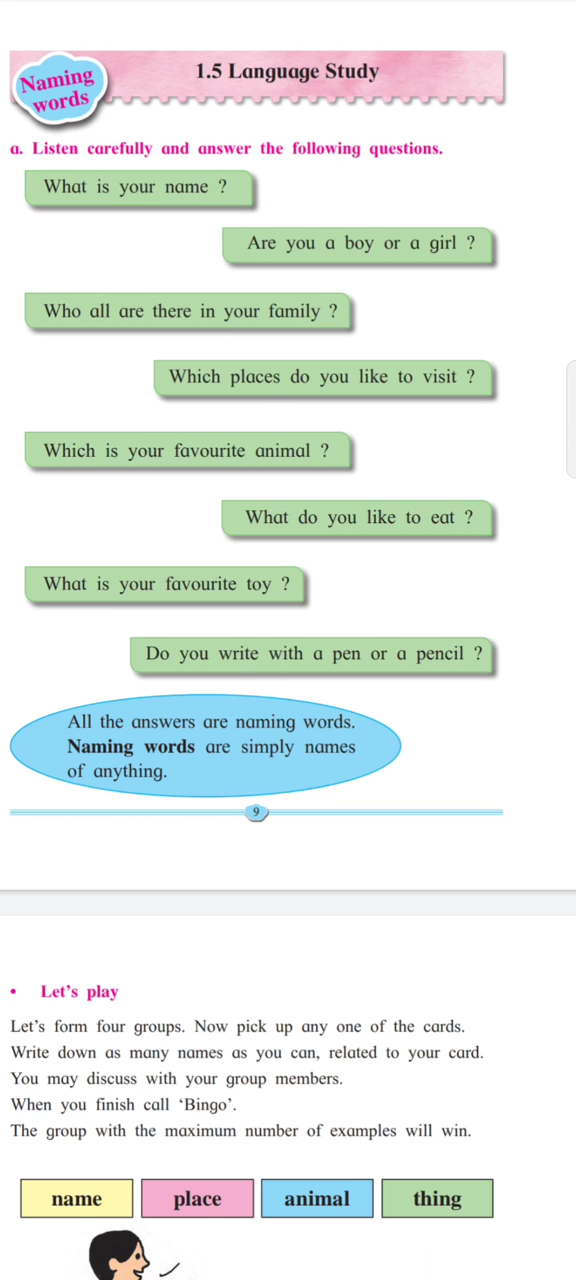 Naming
words
1.5 Language Study
a. Listen carefully and answer the following questions.
What is your name ?
Are you a boy or a girl ?
Who all are there in your family ?
Which places do you like to visit ?
Which is your favourite animal ?
What do you like to eat ?
What is your favourite toy ?
Do you write with a pen or a pencil ?
All the answers are naming words.
Naming words are simply names
of anything.
9
• Let's play
Let's form four groups. Now pick up any one of the cards.
Write down as many names as you can, related to your card.
You may discuss with your group members.
When you finish call ‘Bingo’.
The group with the maximum number of examples will win.
name place animal thing